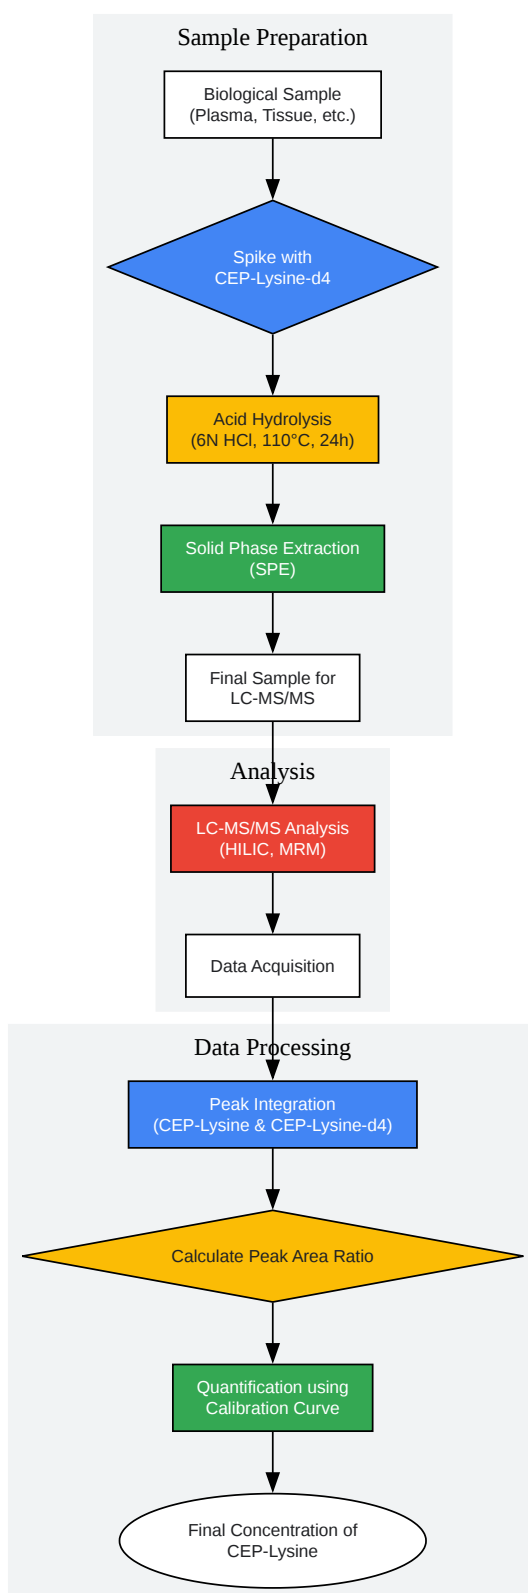 Sample Preparation
Biological Sample
(Plasma, Tissue, etc.)
Spike with
CEP-Lysine-d4
Acid Hydrolysis
(6N HCl, 110°C, 24h)
Solid Phase Extraction
(SPE)
Final Sample for
LC-MS/MS
Analysis
LC-MS/MS Analysis
(HILIC, MRM)
Data Acquisition
Data Processing
Peak Integration
(CEP-Lysine & CEP-Lysine-d4)
Calculate Peak Area Ratio
Quantification using
Calibration Curve
Final Concentration of
CEP-Lysine